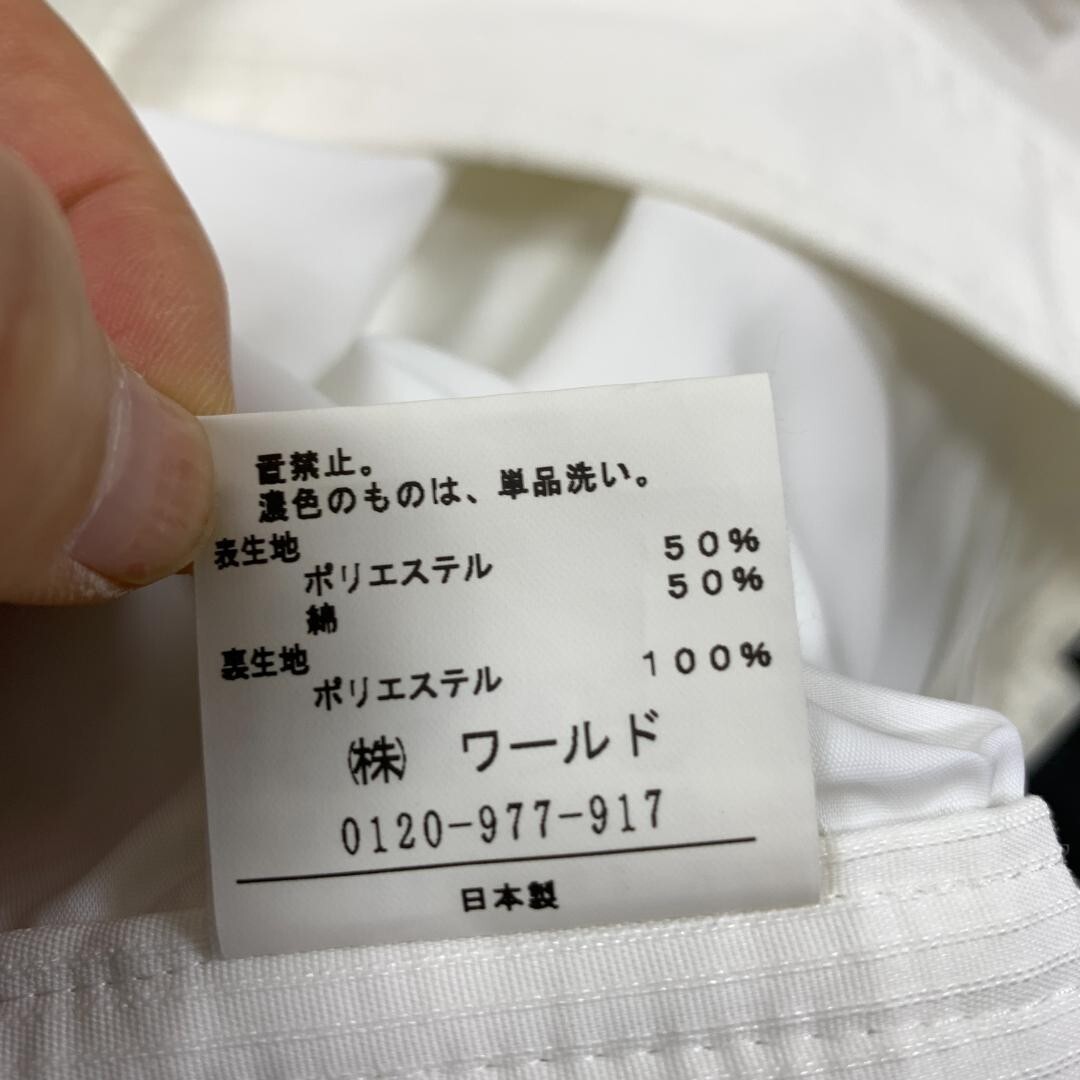 置禁止。
濃色のものは、単品洗い。
表生地
ポリエステル 50%
綿 50%
裏生地
ポリエステル 100%
㈱ ワールド
0120-977-917
日本製